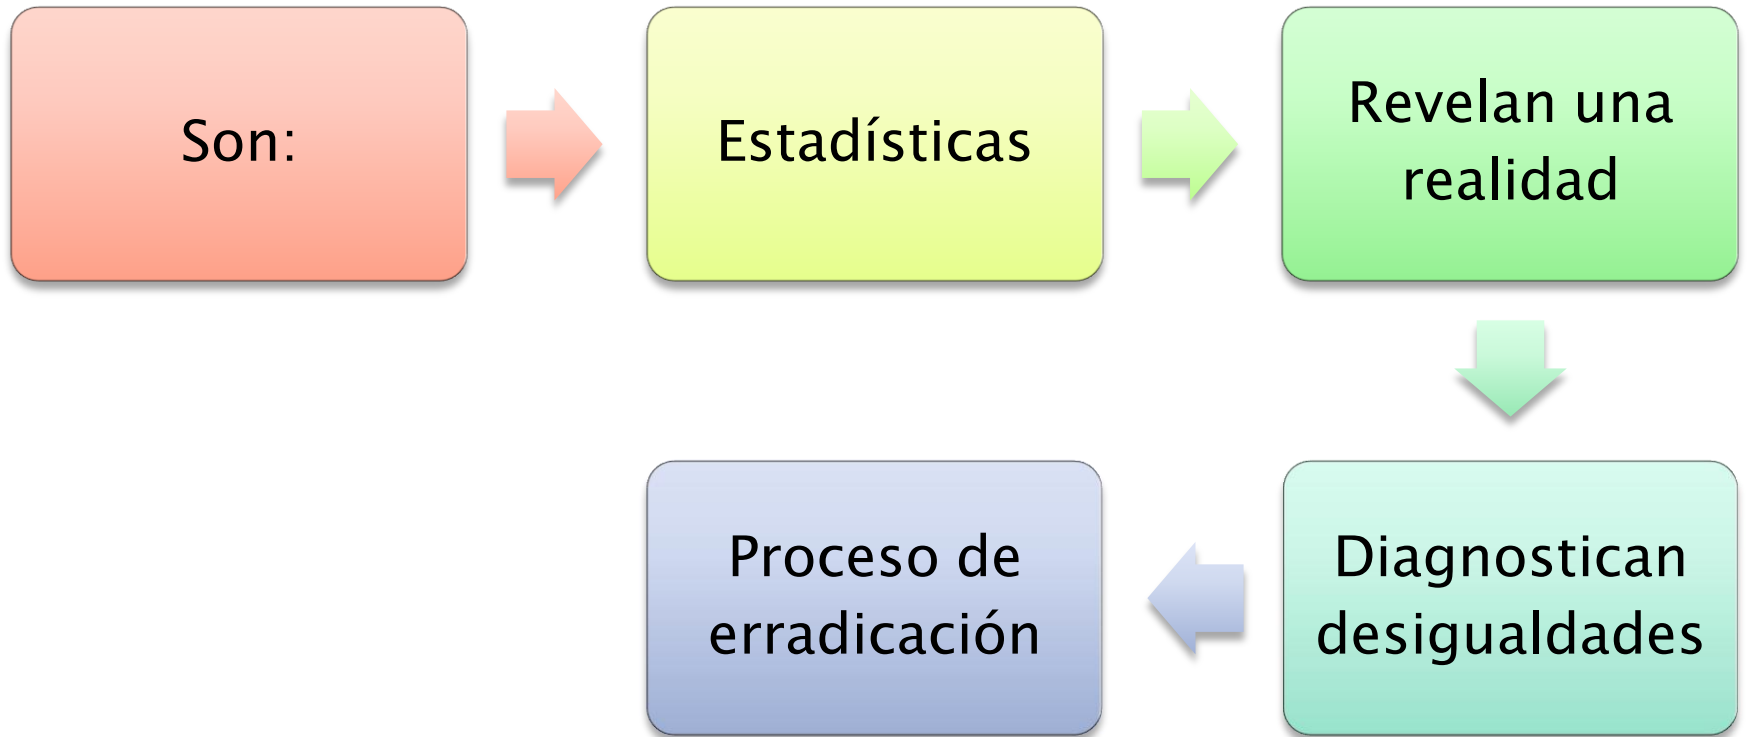 Son:
Estadísticas
Revelan una
realidad
Diagnostican
desigualdades
Proceso de
erradicación